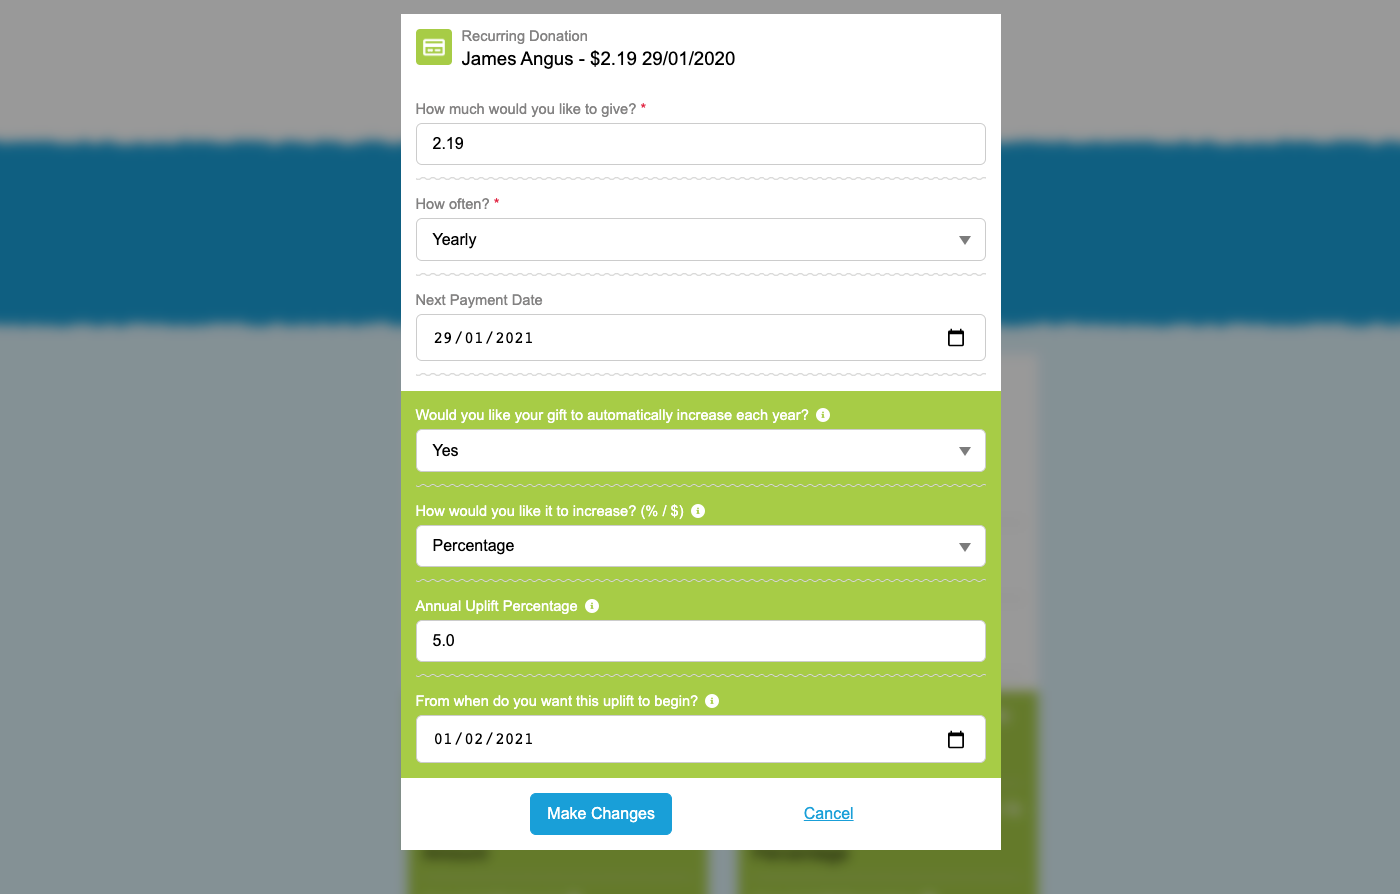 Recurring Donation
James Angus - $2.19 29/01/2020
How much would you like to give? *
2.19
How often? *
Yearly
Next Payment Date
29/01/2021
Would you like your gift to automatically increase each year?
Yes
How would you like it to increase? (% / $)
Percentage
Annual Uplift Percentage
5.0
From when do you want this uplift to begin?
01/02/2021
Make Changes
Cancel